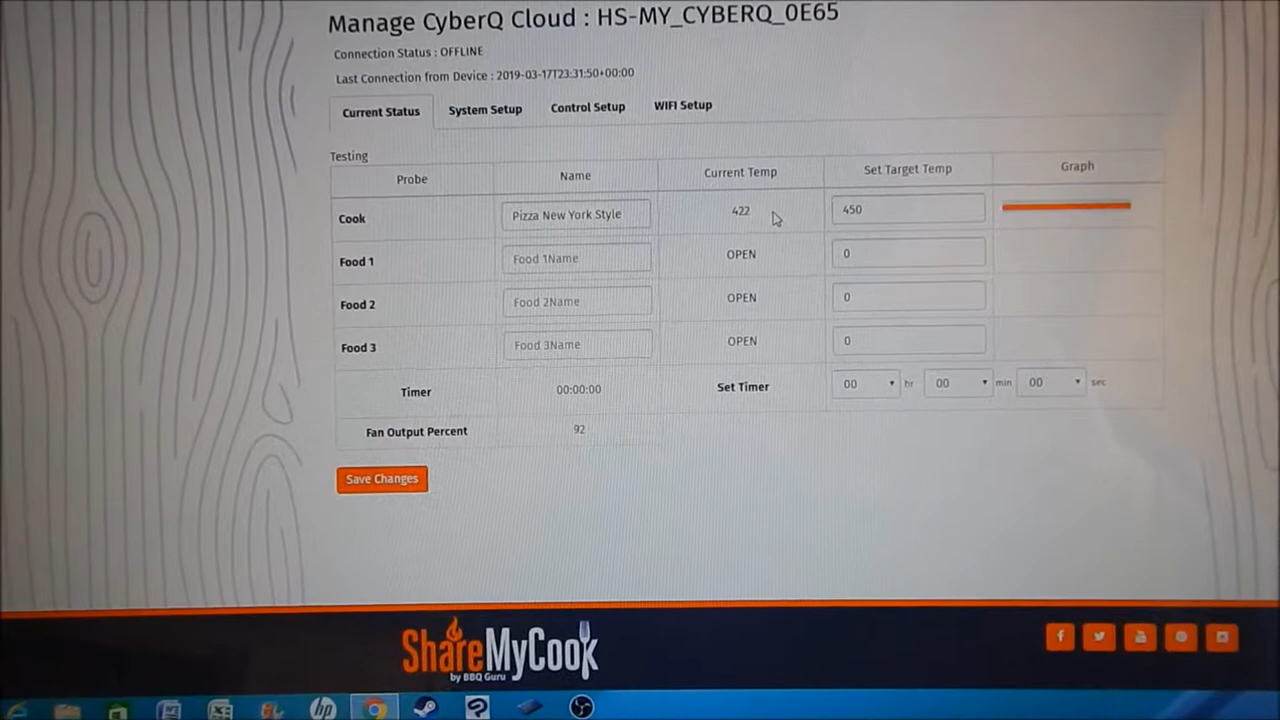 Manage CyberQ Cloud : HS-MY_CYBERQ_0E65
Connection Status : OFFLINE
Last Connection from Device : 2019-03-17T23:31:50+00:00
Current Status System Setup Control Setup WIFI Setup
Testing
Probe Name Current Temp Set Target Temp Graph
Cook Pizza New York Style 422 450
Food 1 Food 1Name OPEN 0
Food 2 Food 2Name OPEN 0
Food 3 Food 3Name OPEN 0
Timer 00:00:00 Set Timer 00 hr 00 min 00 sec
Fan Output Percent 92
Save Changes
ShareMyCook
by BBQ Guru
hp